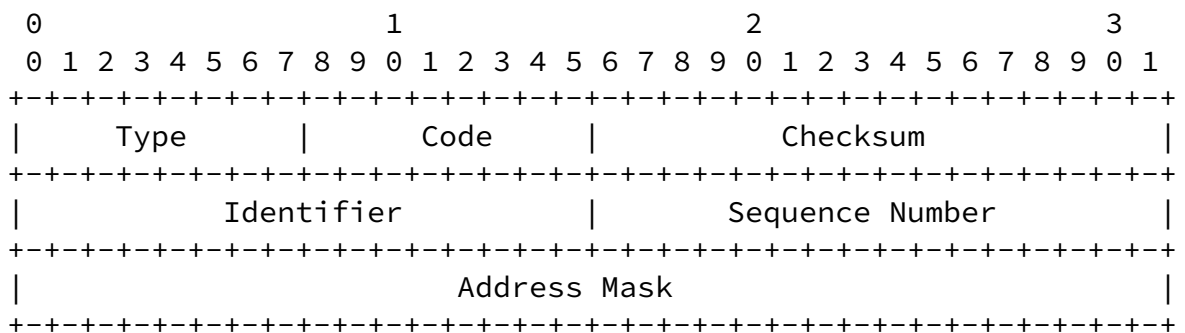 0                   1                   2                   3
 0 1 2 3 4 5 6 7 8 9 0 1 2 3 4 5 6 7 8 9 0 1 2 3 4 5 6 7 8 9 0 1
+-+-+-+-+-+-+-+-+-+-+-+-+-+-+-+-+-+-+-+-+-+-+-+-+-+-+-+-+-+-+-+-+
|     Type      |      Code     |          Checksum             |
+-+-+-+-+-+-+-+-+-+-+-+-+-+-+-+-+-+-+-+-+-+-+-+-+-+-+-+-+-+-+-+-+
|           Identifier          |       Sequence Number         |
+-+-+-+-+-+-+-+-+-+-+-+-+-+-+-+-+-+-+-+-+-+-+-+-+-+-+-+-+-+-+-+-+
|                        Address Mask                           |
+-+-+-+-+-+-+-+-+-+-+-+-+-+-+-+-+-+-+-+-+-+-+-+-+-+-+-+-+-+-+-+-+